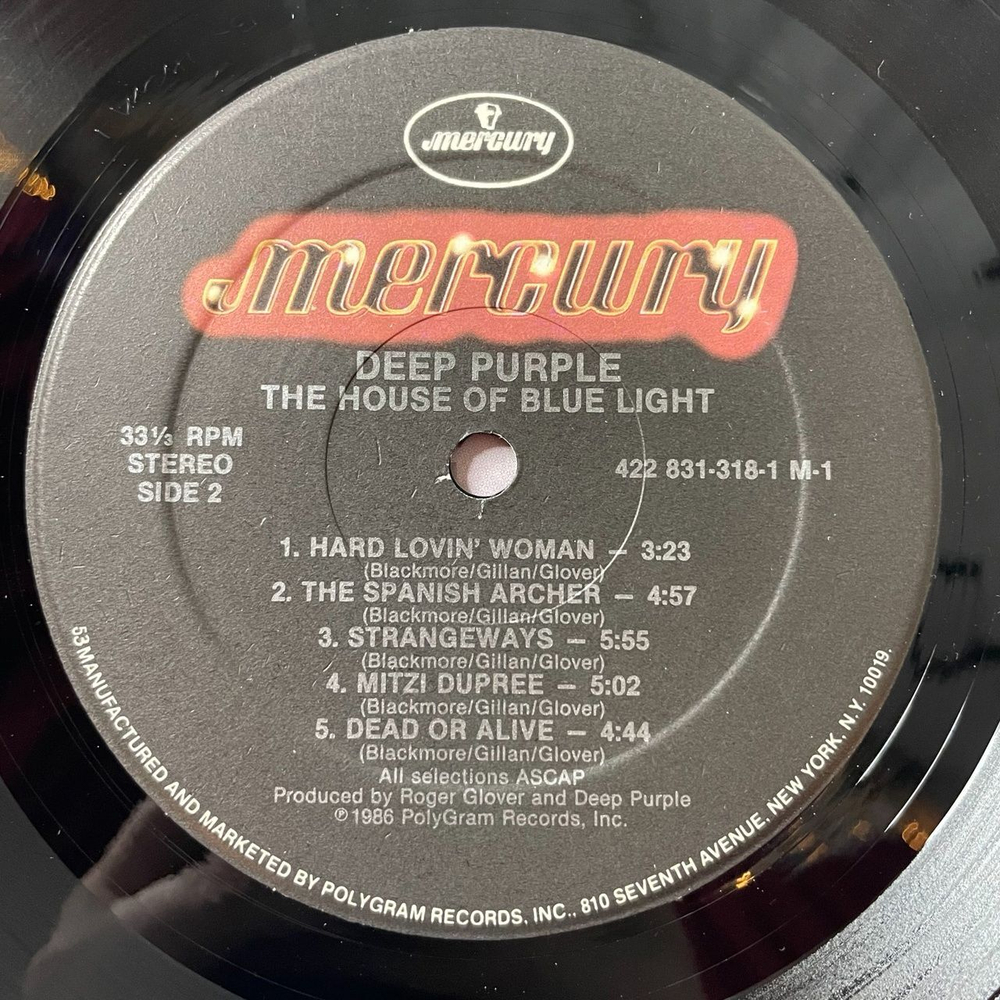 mercury
mercury
DEEP PURPLE
THE HOUSE OF BLUE LIGHT
33⅓ RPM
STEREO
SIDE 2
422 831-318-1 M-1
1. HARD LOVIN' WOMAN — 3:23
(Blackmore/Gillan/Glover)
2. THE SPANISH ARCHER — 4:57
(Blackmore/Gillan/Glover)
3. STRANGEWAYS — 5:55
(Blackmore/Gillan/Glover)
4. MITZI DUPREE — 5:02
(Blackmore/Gillan/Glover)
5. DEAD OR ALIVE — 4:44
(Blackmore/Gillan/Glover)
All selections ASCAP
Produced by Roger Glover and Deep Purple
℗ 1986 PolyGram Records, Inc.
53 MANUFACTURED AND MARKETED BY POLYGRAM RECORDS, INC., 810 SEVENTH AVENUE, NEW YORK, N.Y. 10019.